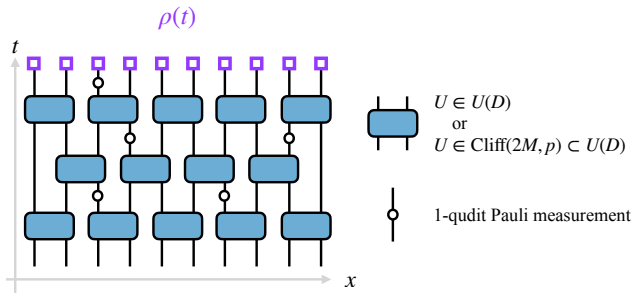 ρ(t)
t
U ∈ U(D)
or
U ∈ Cliff(2M, p) ⊂ U(D)
1-qudit Pauli measurement
x